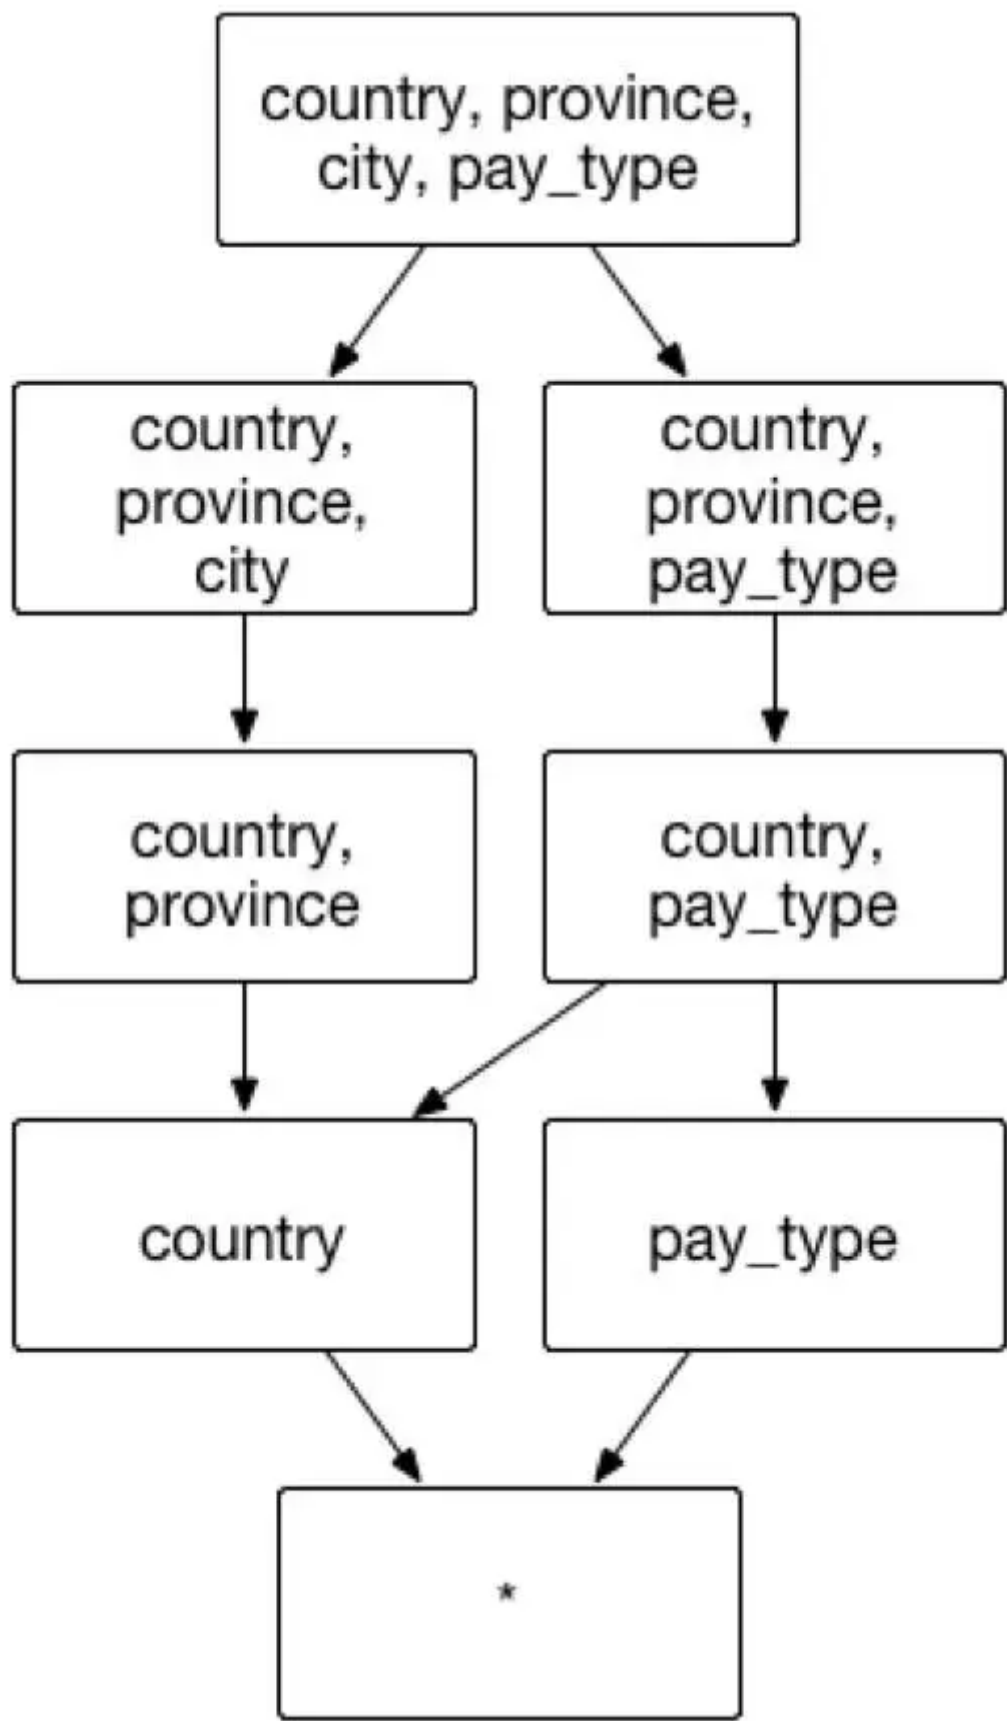 country, province,
city, pay_type
country,
province,
city
country,
province,
pay_type
country,
province
country,
pay_type
country
pay_type
*